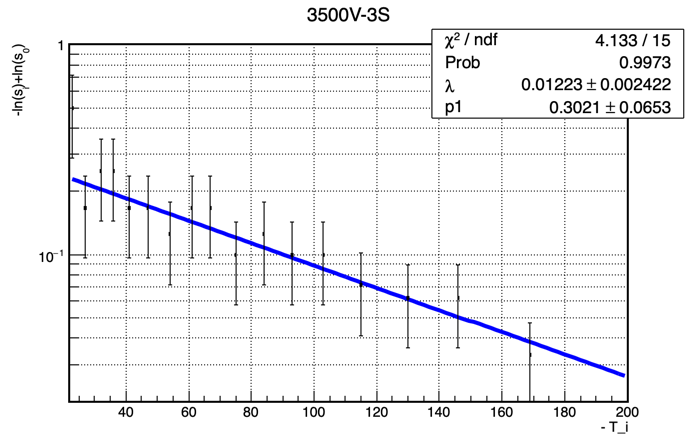 3500V-3S
χ² / ndf 4.133 / 15
Prob 0.9973
λ 0.01223 ± 0.002422
p1 0.3021 ± 0.0653
-ln(s_i)+ln(s_0)
1
10⁻¹
40 60 80 100 120 140 160 180 200
- T_i